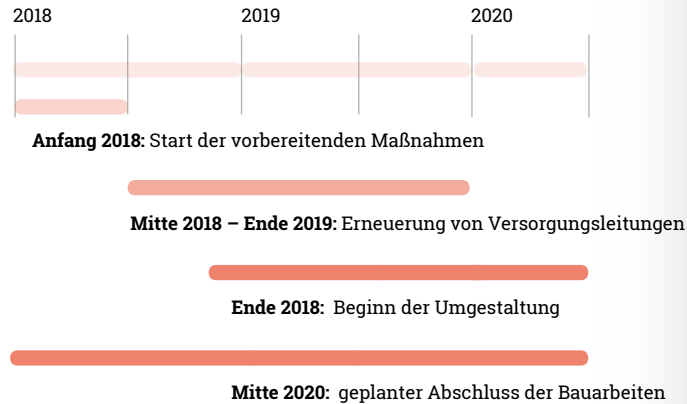 2018 2019 2020
Anfang 2018: Start der vorbereitenden Maßnahmen
Mitte 2018 – Ende 2019: Erneuerung von Versorgungsleitungen
Ende 2018: Beginn der Umgestaltung
Mitte 2020: geplanter Abschluss der Bauarbeiten